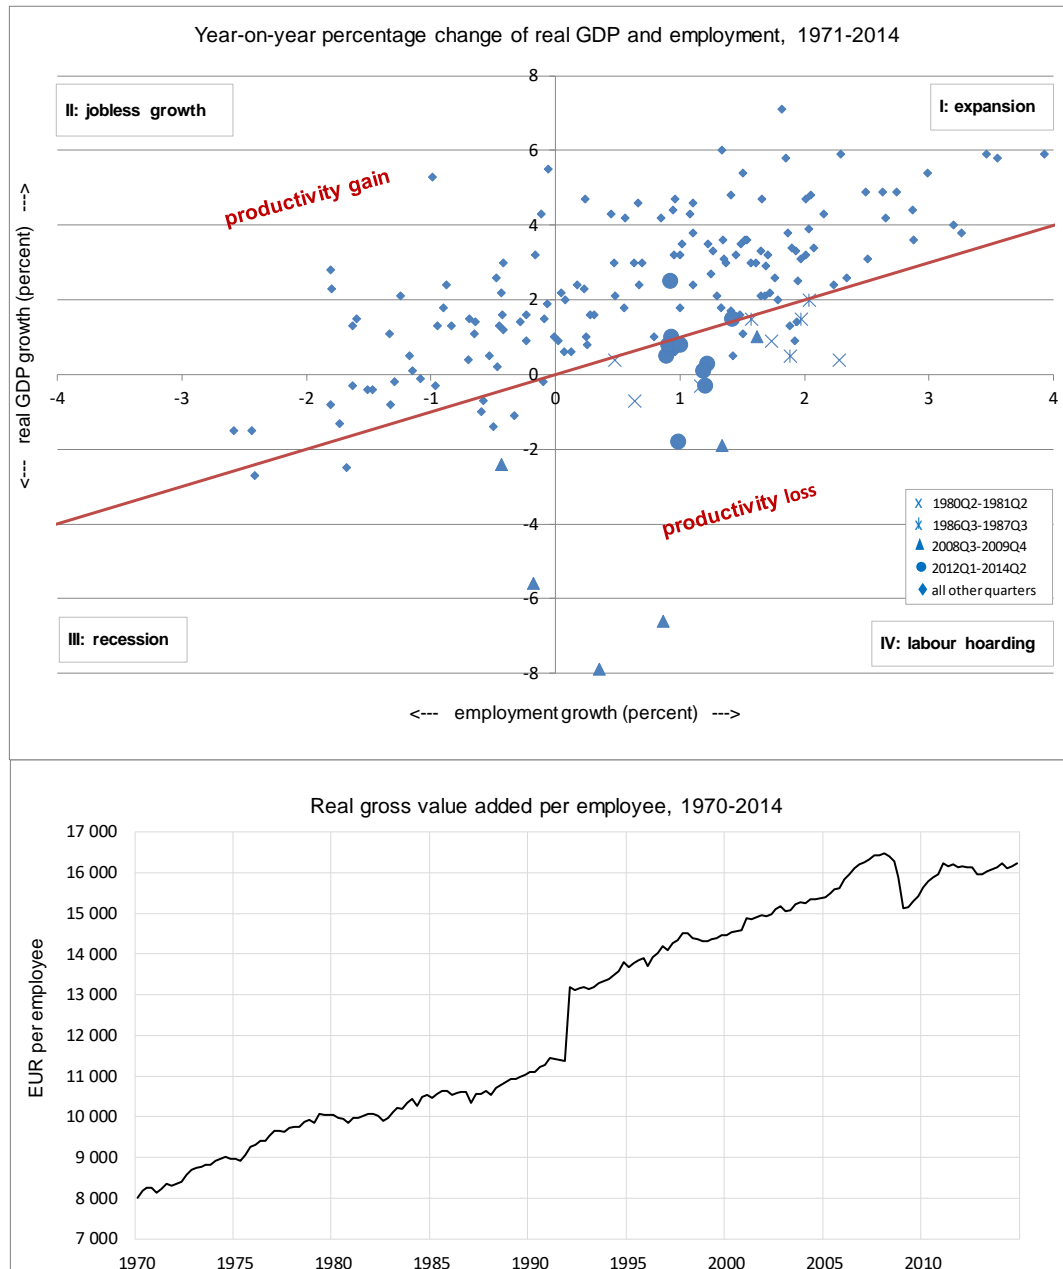 Year-on-year percentage change of real GDP and employment, 1971-2014
II: jobless growth
I: expansion
productivity gain
<--- real GDP growth (percent) --->
8
6
4
2
0
-2
-4
-6
-8
-4 -3 -2 -1 0 1 2 3 4
productivity loss
1980Q2-1981Q2
1986Q3-1987Q3
2008Q3-2009Q4
2012Q1-2014Q2
all other quarters
III: recession
IV: labour hoarding
<--- employment growth (percent) --->
Real gross value added per employee, 1970-2014
EUR per employee
17 000
16 000
15 000
14 000
13 000
12 000
11 000
10 000
9 000
8 000
7 000
1970 1975 1980 1985 1990 1995 2000 2005 2010